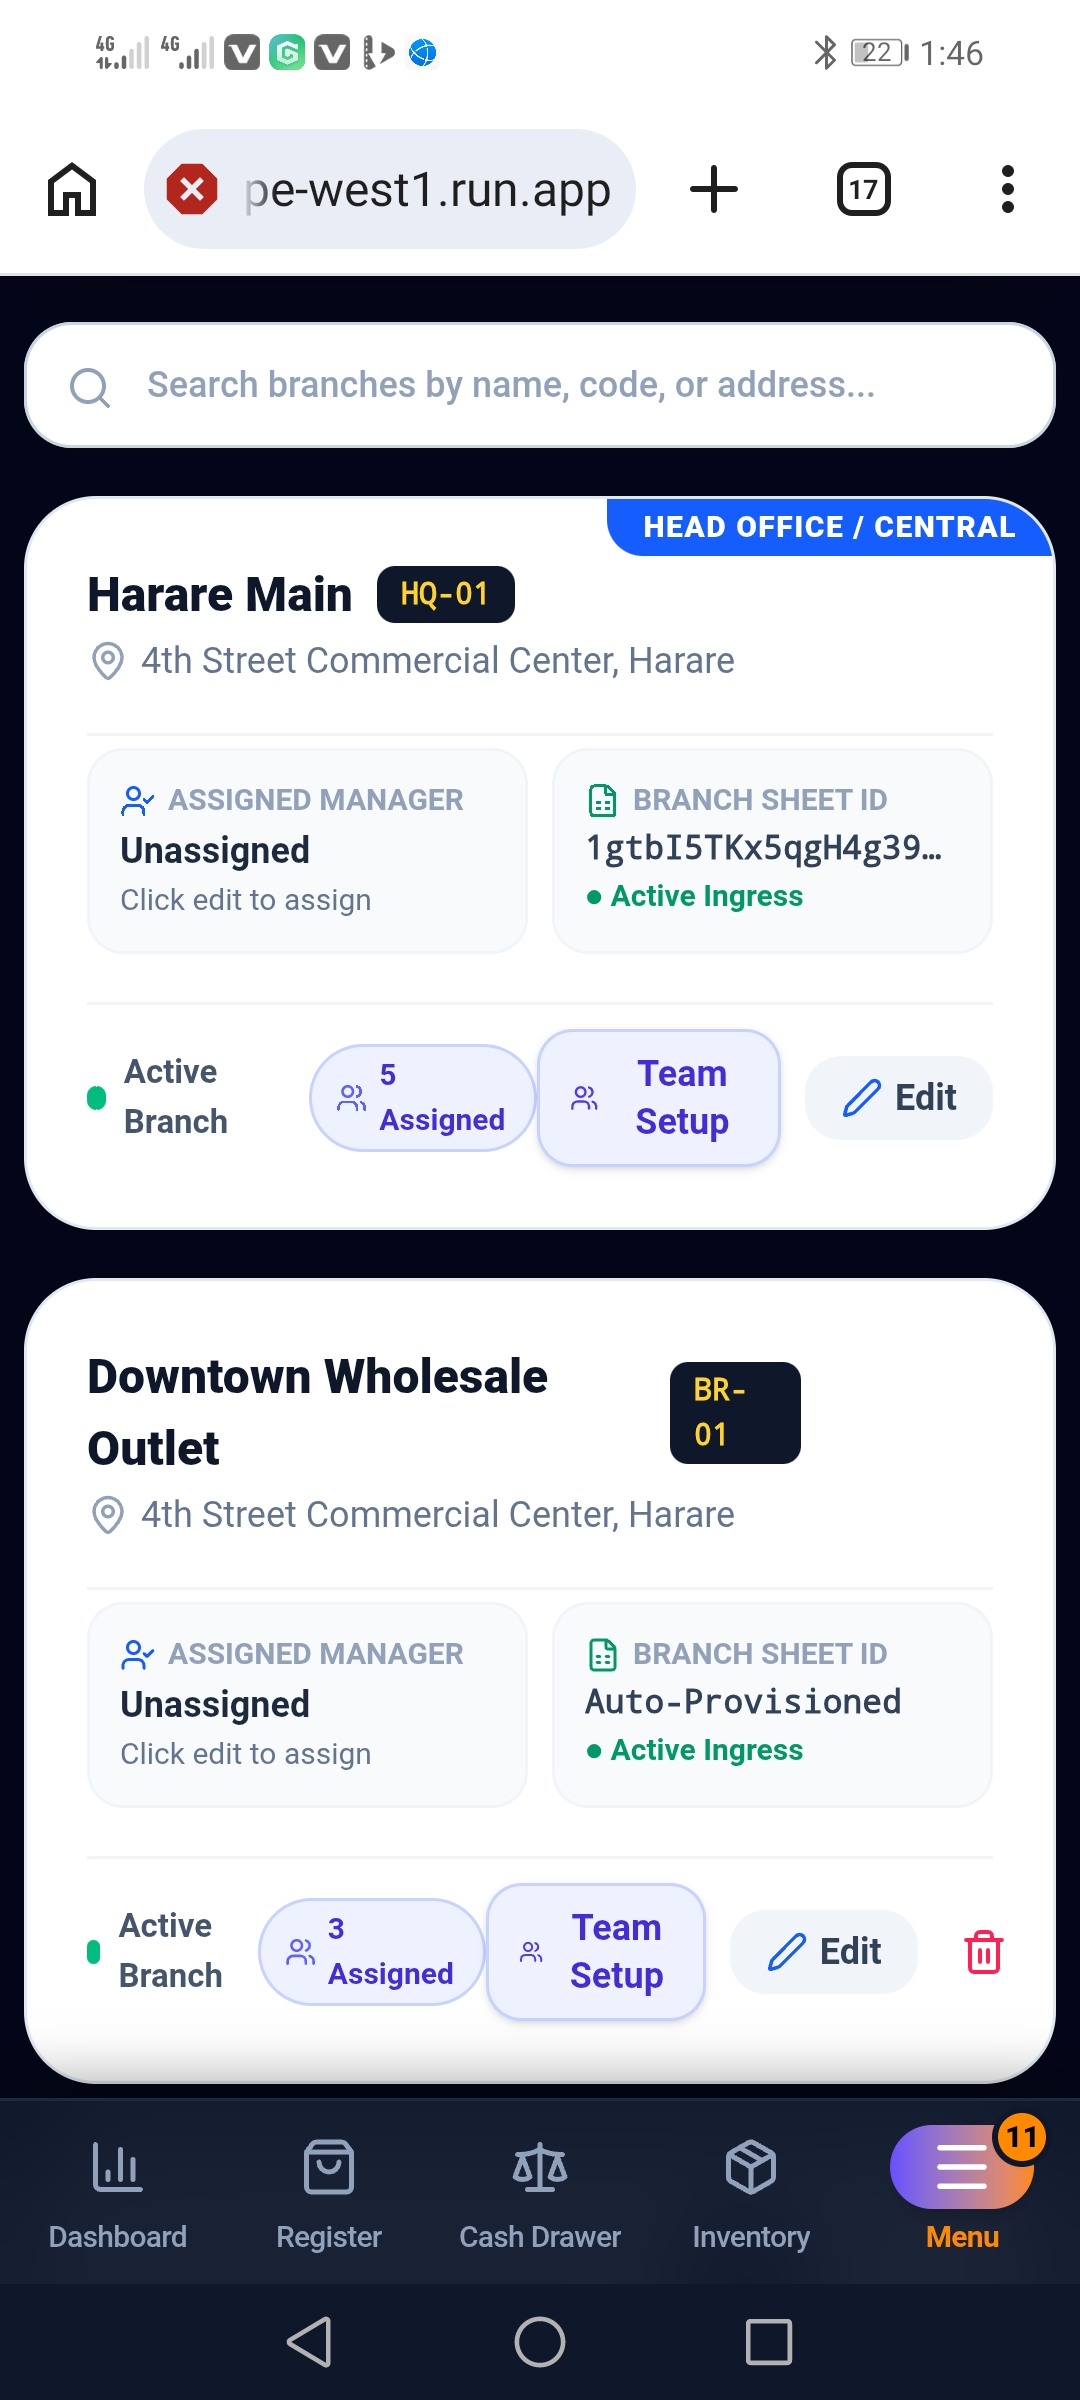 4G 4G 22 1:46
pe-west1.run.app 17
Search branches by name, code, or address...
HEAD OFFICE / CENTRAL
Harare Main HQ-01
4th Street Commercial Center, Harare
ASSIGNED MANAGER
Unassigned
Click edit to assign
BRANCH SHEET ID
1gtbI5TKx5qgH4g39...
Active Ingress
Active
Branch
5
Assigned
Team
Setup
Edit
Downtown Wholesale
Outlet
BR-
01
4th Street Commercial Center, Harare
ASSIGNED MANAGER
Unassigned
Click edit to assign
BRANCH SHEET ID
Auto-Provisioned
Active Ingress
Active
Branch
3
Assigned
Team
Setup
Edit
11
Dashboard Register Cash Drawer Inventory Menu